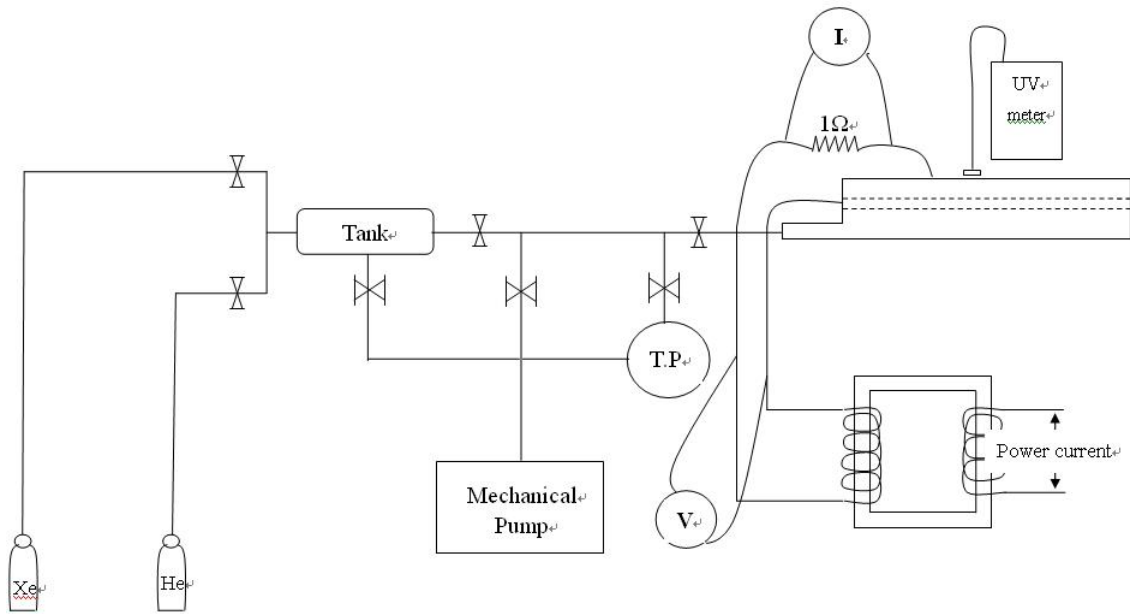 I
UV
meter
1Ω
Tank
T.P
Power current
Mechanical
Pump
V
Xe
He